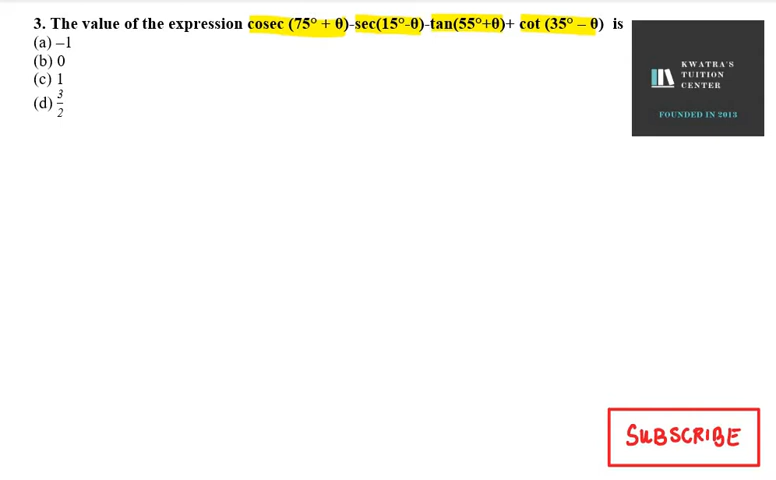 3. The value of the expression cosec (75° + θ)-sec(15°-θ)-tan(55°+θ)+ cot (35° – θ) is
(a) –1
(b) 0
(c) 1
(d) 3/2
KWATRA'S
TUITION
CENTER
FOUNDED IN 2013
SUBSCRIBE